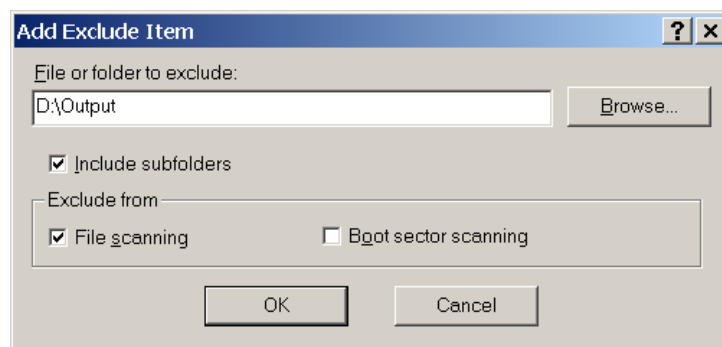 Add Exclude Item
File or folder to exclude:
D:\Output
Browse...
Include subfolders
Exclude from
File scanning
Boot sector scanning
OK
Cancel